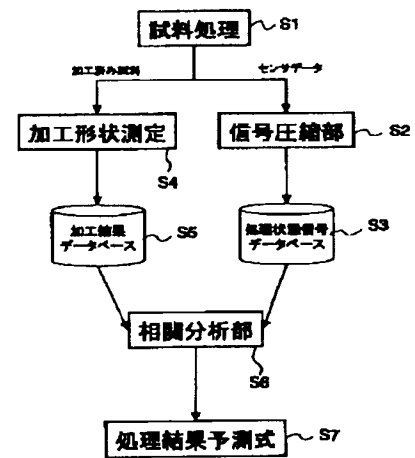 試料処理
S1
加工済み試料
センサデータ
加工形状測定
S4
信号圧縮部
S2
加工結果
データベース
S5
処理状態信号
データベース
S3
相関分析部
S6
処理結果予測式
S7